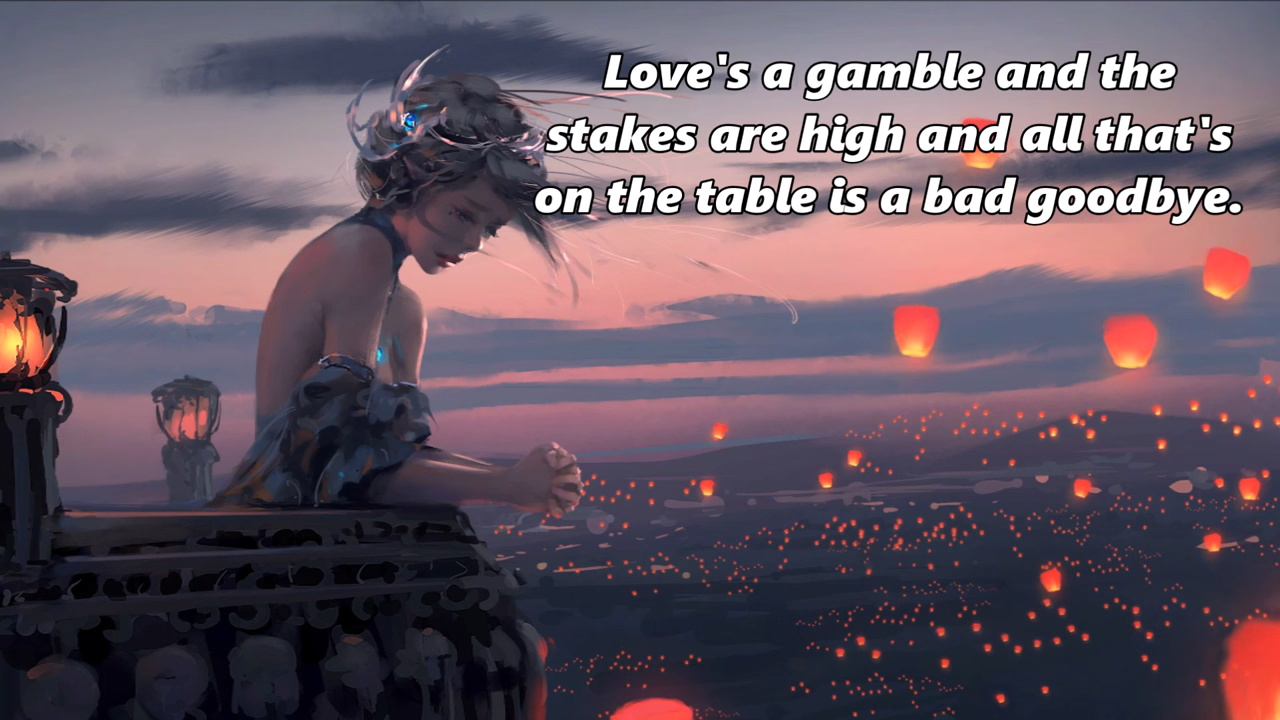 Love's a gamble and the
stakes are high and all that's
on the table is a bad goodbye.